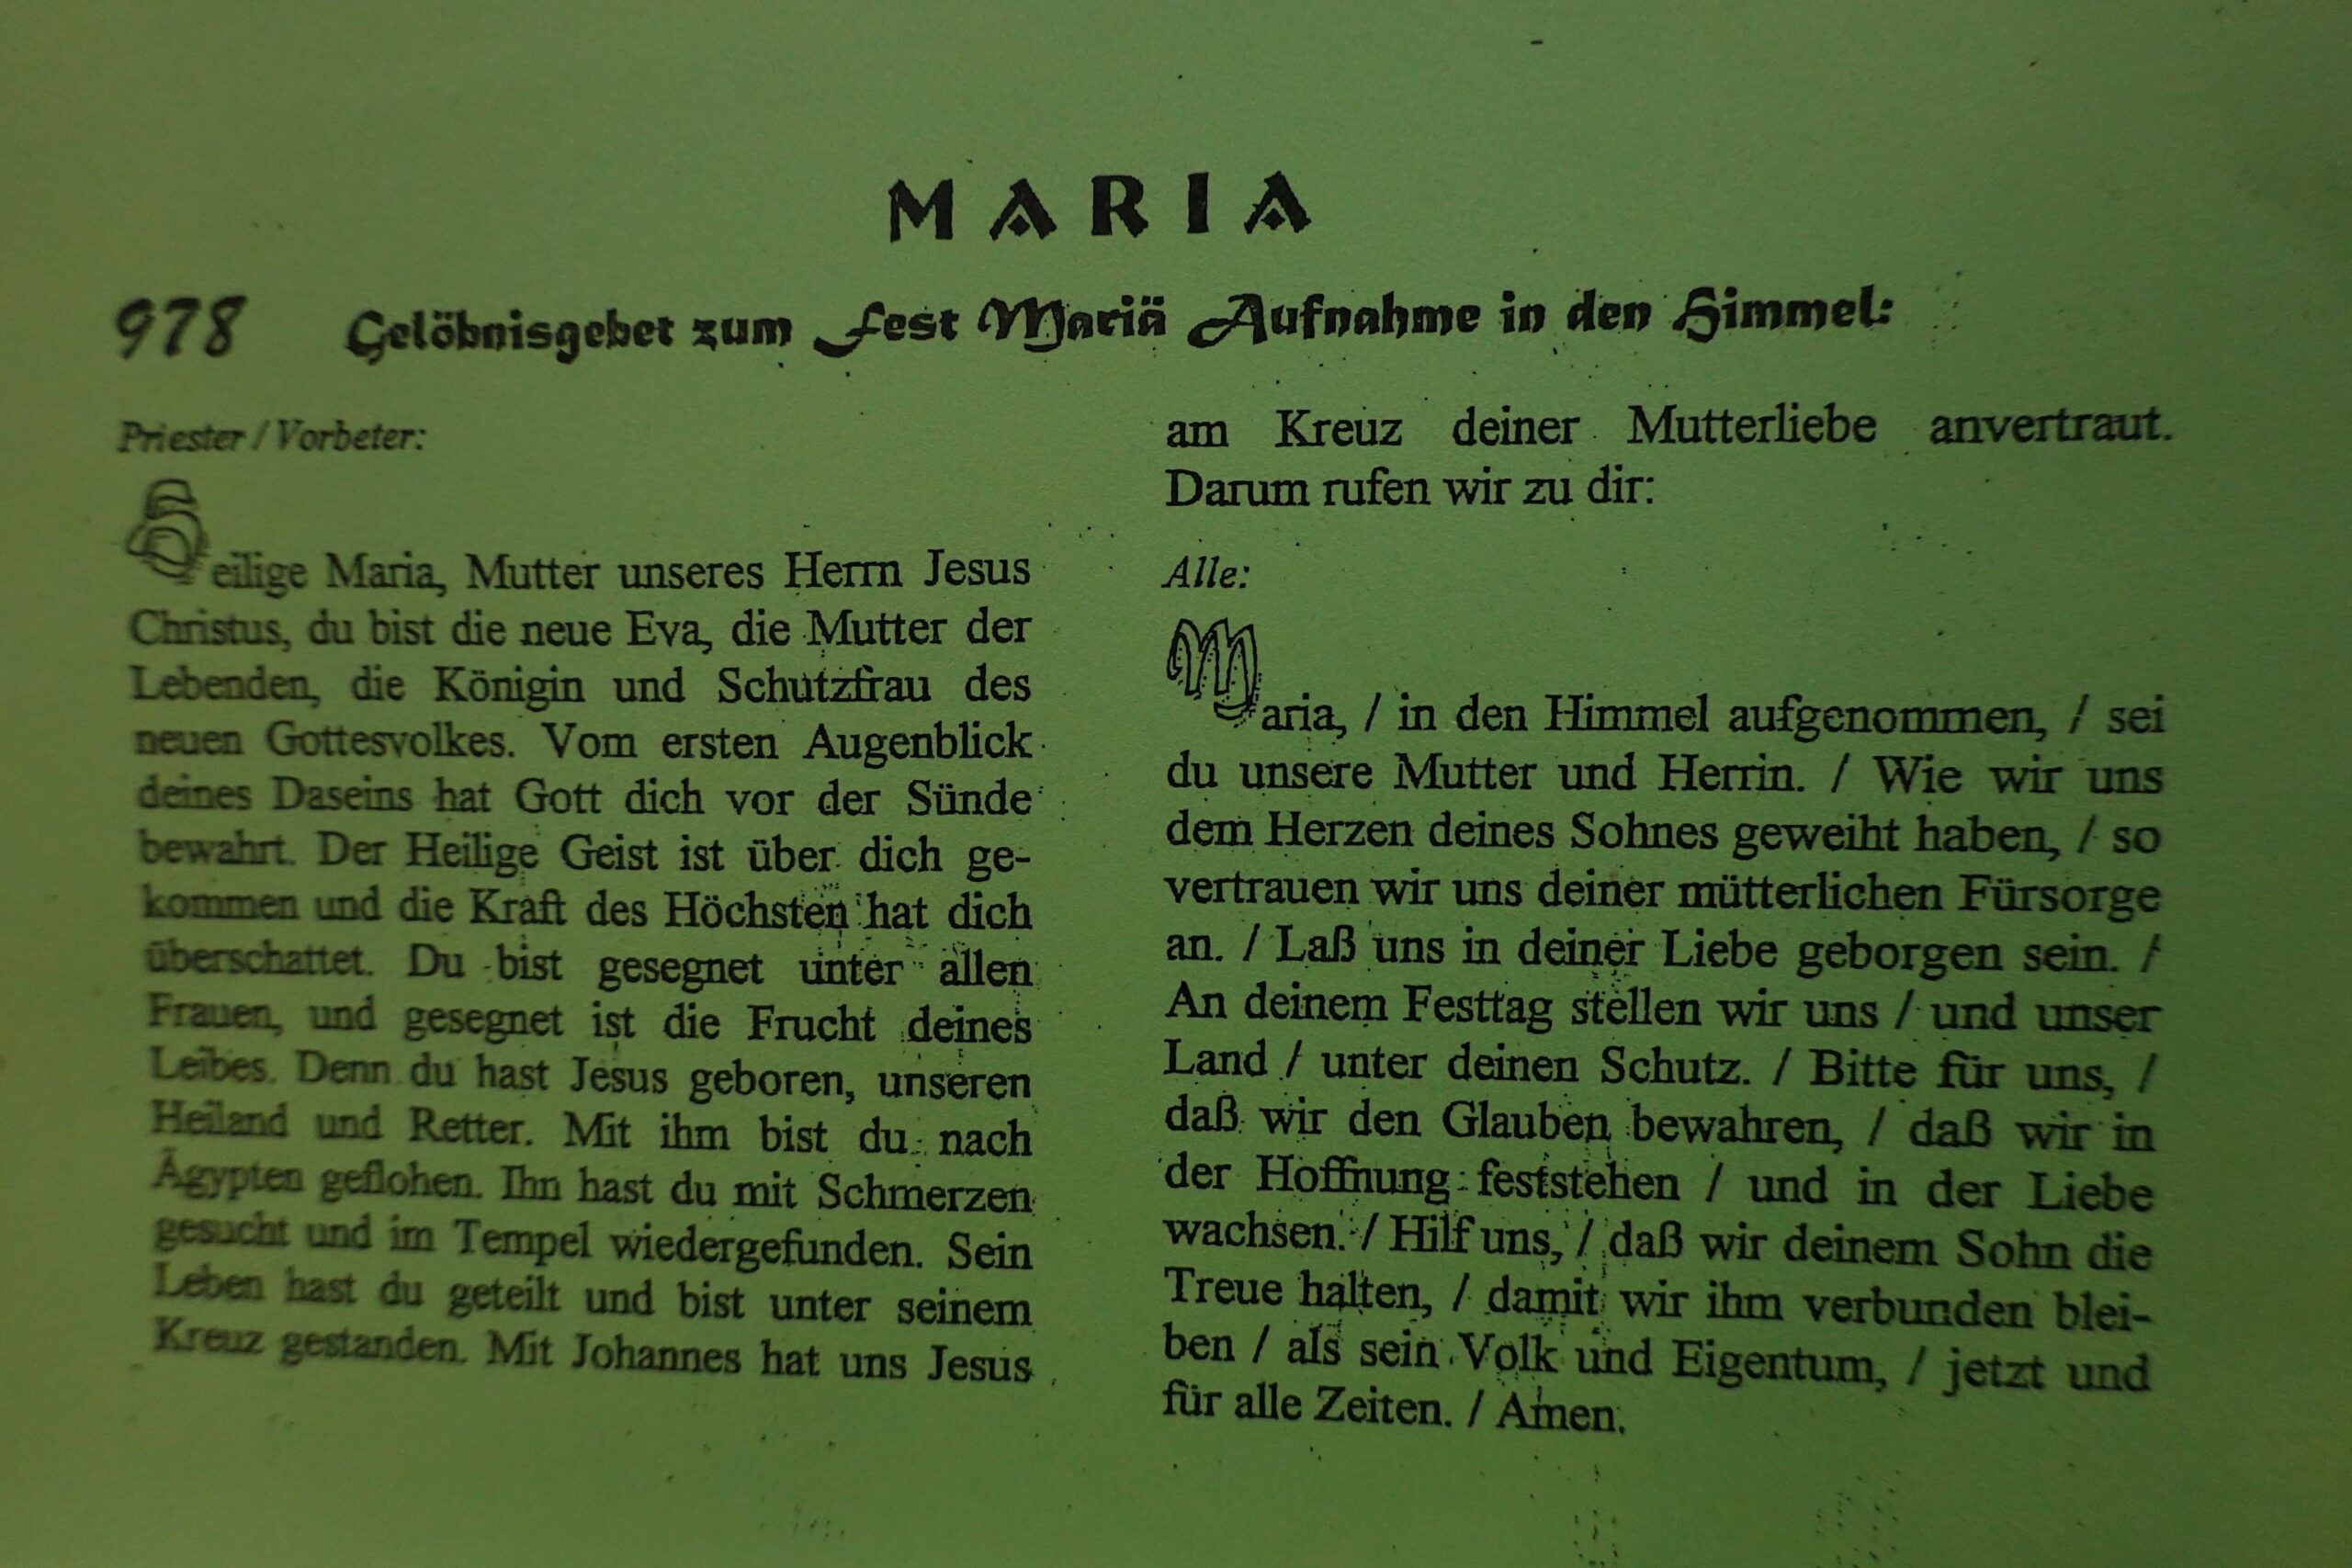 MARIA
978 Gelöbnisgebet zum Fest Mariä Aufnahme in den Himmel:
Priester / Vorbeter:
Heilige Maria, Mutter unseres Herrn Jesus
Christus, du bist die neue Eva, die Mutter der
Lebenden, die Königin und Schutzfrau des
neuen Gottesvolkes. Vom ersten Augenblick
deines Daseins hat Gott dich vor der Sünde
bewahrt. Der Heilige Geist ist über dich ge-
kommen und die Kraft des Höchsten hat dich
überschattet. Du bist gesegnet unter allen
Frauen, und gesegnet ist die Frucht deines
Leibes. Denn du hast Jesus geboren, unseren
Heiland und Retter. Mit ihm bist du nach
Ägypten geflohen. Ihn hast du mit Schmerzen
gesucht und im Tempel wiedergefunden. Sein
Leben hast du geteilt und bist unter seinem
Kreuz gestanden. Mit Johannes hat uns Jesus
am Kreuz deiner Mutterliebe anvertraut.
Darum rufen wir zu dir:
Alle:
Maria, / in den Himmel aufgenommen, / sei
du unsere Mutter und Herrin. / Wie wir uns
dem Herzen deines Sohnes geweiht haben, / so
vertrauen wir uns deiner mütterlichen Fürsorge
an. / Laß uns in deiner Liebe geborgen sein. /
An deinem Festtag stellen wir uns / und unser
Land / unter deinen Schutz. / Bitte für uns, /
daß wir den Glauben bewahren, / daß wir in
der Hoffnung feststehen / und in der Liebe
wachsen. / Hilf uns, / daß wir deinem Sohn die
Treue halten, / damit wir ihm verbunden blei-
ben / als sein Volk und Eigentum, / jetzt und
für alle Zeiten. / Amen.